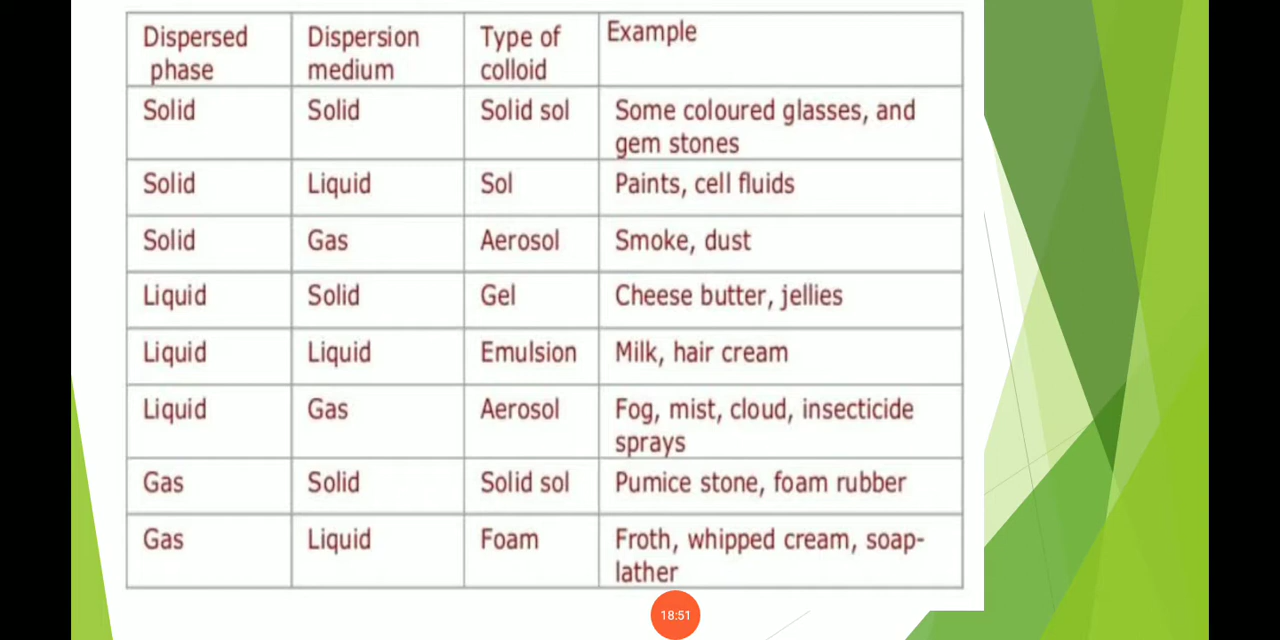 Dispersed phase Dispersion medium Type of colloid Example
Solid Solid Solid sol Some coloured glasses, and gem stones
Solid Liquid Sol Paints, cell fluids
Solid Gas Aerosol Smoke, dust
Liquid Solid Gel Cheese butter, jellies
Liquid Liquid Emulsion Milk, hair cream
Liquid Gas Aerosol Fog, mist, cloud, insecticide sprays
Gas Solid Solid sol Pumice stone, foam rubber
Gas Liquid Foam Froth, whipped cream, soap-lather
18:51